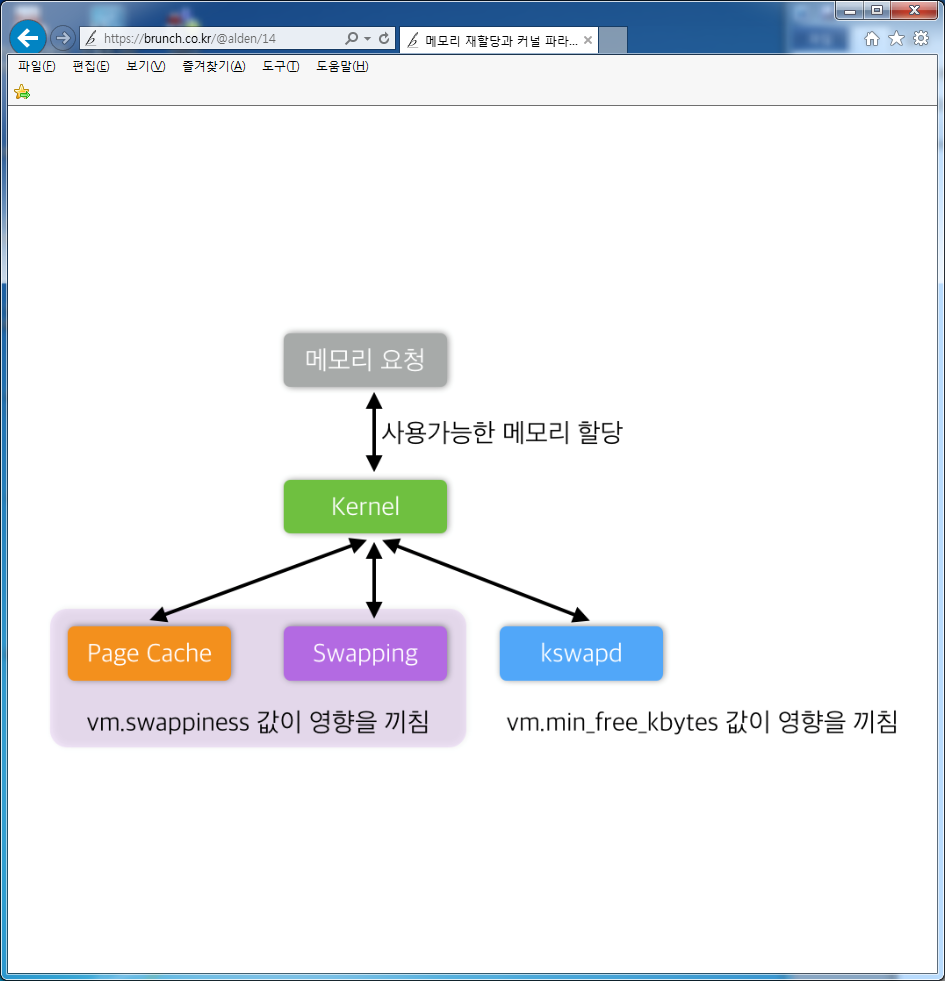 https://brunch.co.kr/@alden/14
메모리 재할당과 커널 파라...
파일(F) 편집(E) 보기(V) 즐겨찾기(A) 도구(T) 도움말(H)
메모리 요청
사용가능한 메모리 할당
Kernel
Page Cache Swapping kswapd
vm.swappiness 값이 영향을 끼침 vm.min_free_kbytes 값이 영향을 끼침